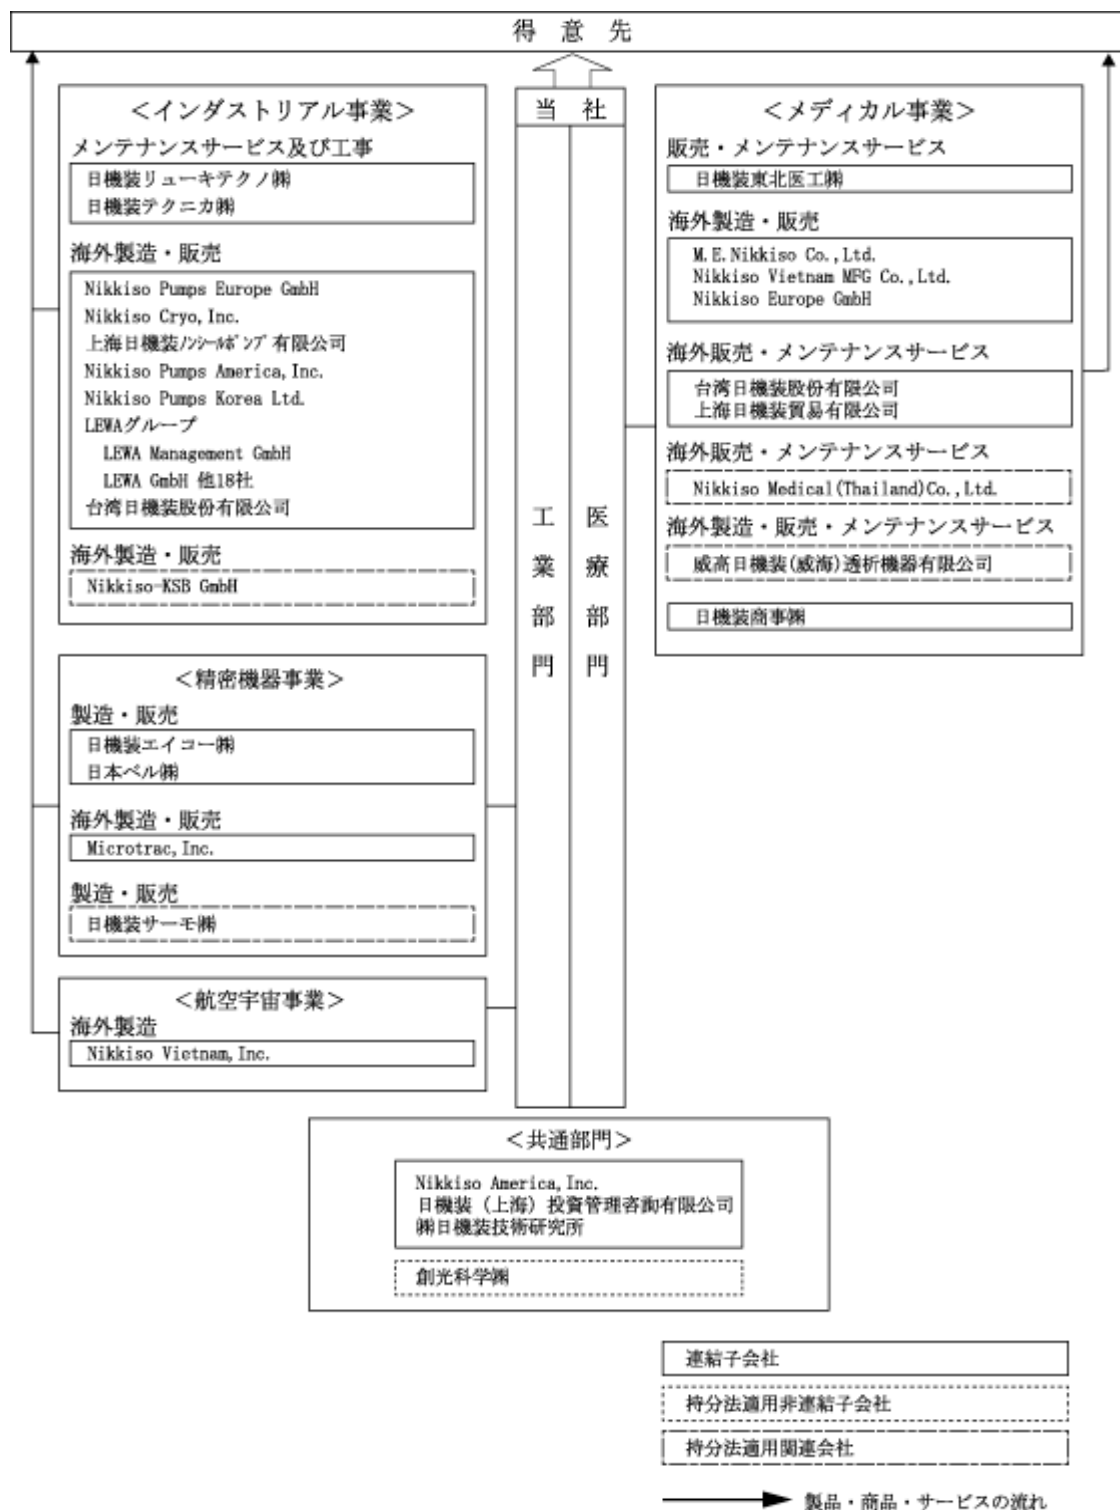 得意先
＜インダストリアル事業＞
メンテナンスサービス及び工事
日機装リューキテクノ㈱
日機装テクニカ㈱
海外製造・販売
Nikkiso Pumps Europe GmbH
Nikkiso Cryo,Inc.
上海日機装ﾉﾝｼｰﾙﾎﾟﾝﾌﾟ有限公司
Nikkiso Pumps America,Inc.
Nikkiso Pumps Korea Ltd.
LEWAグループ
LEWA Management GmbH
LEWA GmbH 他18社
台湾日機装股份有限公司
海外製造・販売
Nikkiso-KSB GmbH
＜精密機器事業＞
製造・販売
日機装エイコー㈱
日本ベル㈱
海外製造・販売
Microtrac,Inc.
製造・販売
日機装サーモ㈱
＜航空宇宙事業＞
海外製造
Nikkiso Vietnam,Inc.
当社
工業部門
医療部門
＜メディカル事業＞
販売・メンテナンスサービス
日機装東北医工㈱
海外製造・販売
M.E.Nikkiso Co.,Ltd.
Nikkiso Vietnam MFG Co.,Ltd.
Nikkiso Europe GmbH
海外販売・メンテナンスサービス
台湾日機装股份有限公司
上海日機装貿易有限公司
海外販売・メンテナンスサービス
Nikkiso Medical(Thailand)Co.,Ltd.
海外製造・販売・メンテナンスサービス
威高日機装(威海)透析機器有限公司
日機装商事㈱
＜共通部門＞
Nikkiso America,Inc.
日機装（上海）投資管理咨詢有限公司
㈱日機装技術研究所
創光科学㈱
連結子会社
持分法適用非連結子会社
持分法適用関連会社
製品・商品・サービスの流れ